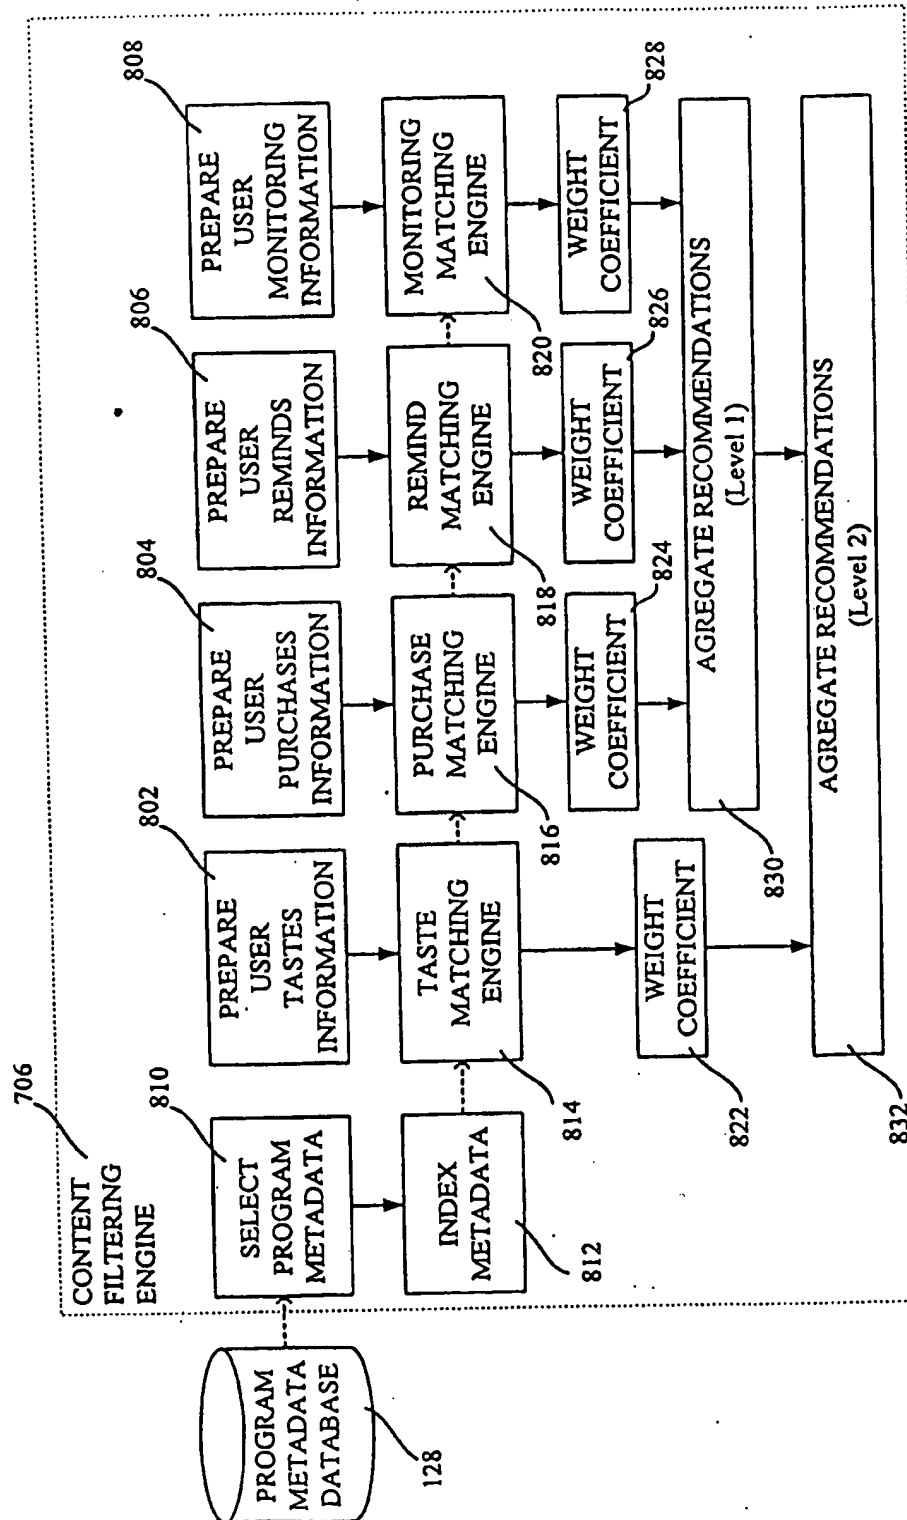 706
CONTENT
FILTERING
ENGINE
PROGRAM
METADATA
DATABASE
128
810
SELECT
PROGRAM
METADATA
802
PREPARE
USER
TASTES
INFORMATION
804
PREPARE
USER
PURCHASES
INFORMATION
806
PREPARE
USER
REMINDS
INFORMATION
808
PREPARE
USER
MONITORING
INFORMATION
INDEX
METADATA
812
TASTE
MATCHING
ENGINE
814
PURCHASE
MATCHING
ENGINE
816
REMIND
MATCHING
ENGINE
818
MONITORING
MATCHING
ENGINE
820
WEIGHT
COEFFICIENT
822
WEIGHT
COEFFICIENT
824
WEIGHT
COEFFICIENT
826
WEIGHT
COEFFICIENT
828
AGREGATE RECOMMENDATIONS
(Level 1)
830
AGREGATE RECOMMENDATIONS
(Level 2)
832